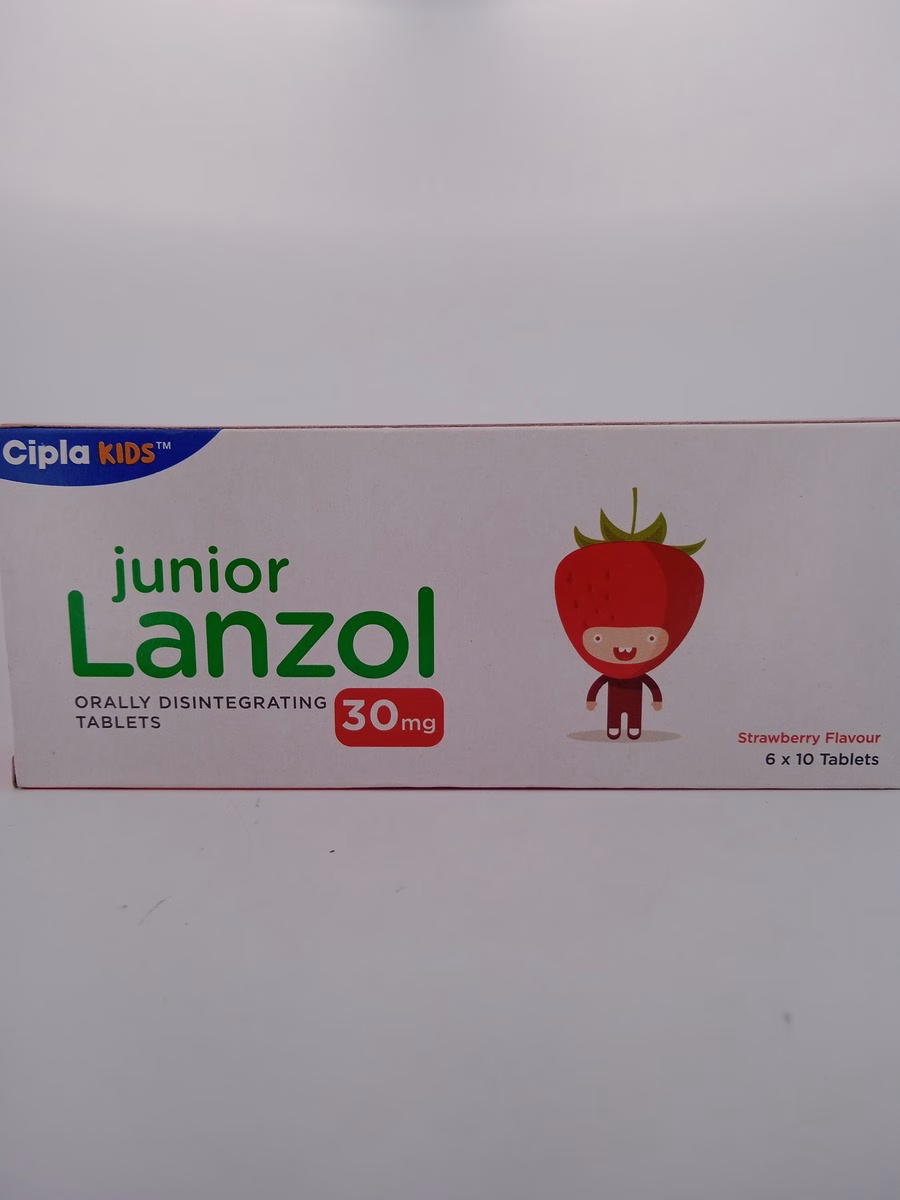 Cipla KIDS™
junior
Lanzol
ORALLY DISINTEGRATING
TABLETS
30mg
Strawberry Flavour
6 x 10 Tablets